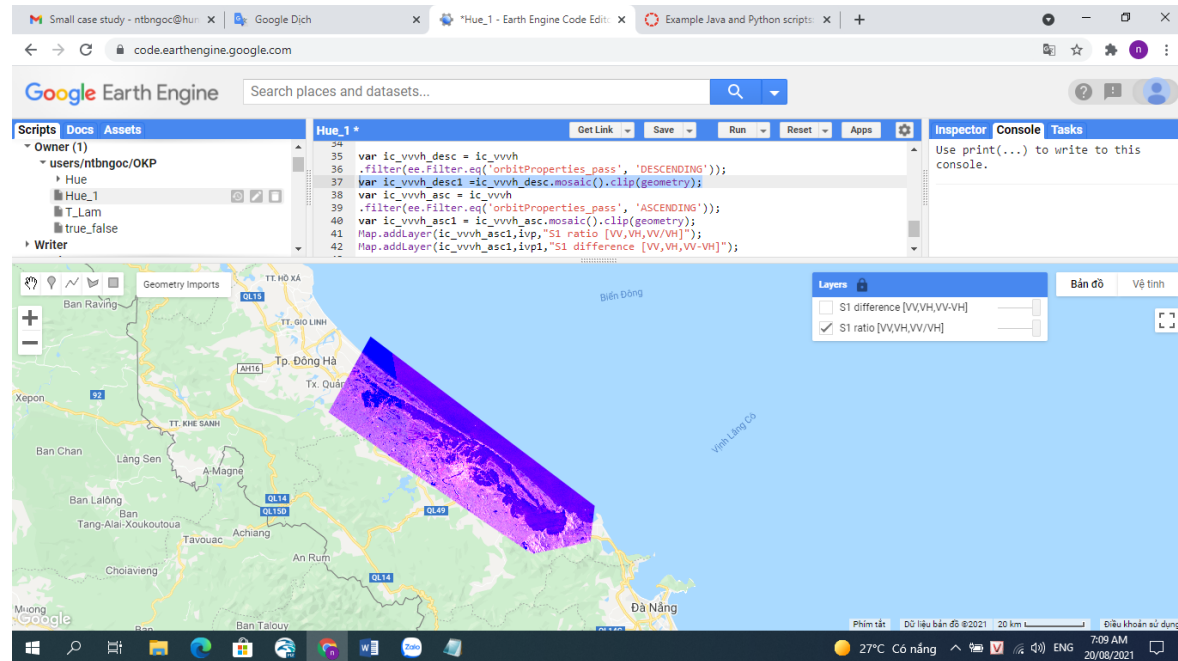 Small case study - ntbngoc@hun
Google Dịch
*Hue_1 - Earth Engine Code Edito
Example Java and Python scripts
code.earthengine.google.com
n
Google Earth Engine
Search places and datasets...
Scripts Docs Assets
Owner (1)
users/ntbngoc/OKP
Hue
Hue_1
T_Lam
true_false
Writer
Hue_1 *
Get Link
Save
Run
Reset
Apps
34
35 var ic_vvvh_desc = ic_vvvh
36 .filter(ee.Filter.eq('orbitProperties_pass', 'DESCENDING'));
37 var ic_vvvh_desc1 =ic_vvvh_desc.mosaic().clip(geometry);
38 var ic_vvvh_asc = ic_vvvh
39 .filter(ee.Filter.eq('orbitProperties_pass', 'ASCENDING'));
40 var ic_vvvh_asc1 = ic_vvvh_asc.mosaic().clip(geometry);
41 Map.addLayer(ic_vvvh_asc1,ivp,"S1 ratio [VV,VH,VV/VH]");
42 Map.addLayer(ic_vvvh_asc1,ivp1,"S1 difference [VV,VH,VV-VH]");
Inspector Console Tasks
Use print(...) to write to this
console.
Geometry Imports
Layers
S1 difference [VV,VH,VV-VH]
S1 ratio [VV,VH,VV/VH]
Bản đồ
Vệ tinh
TT. HỒ XÁ
Ban Raving
QL15
Biển Đông
TT. GIO LINH
Tp. Đông Hà
AH16
Tx. Quảng
Xepon
92
TT. KHE SANH
Vịnh Lăng Cô
Ban Chan
Làng Sen
A-Magne
Ban Lalông
QL14
QL15D
Ban
Tang-Alai-Xoukoutoua
QL49
Tavouac
Achiang
An Rum
Choiavieng
QL14
Muong
Đà Nẵng
Google
Ban
Ban Talouy
QL14G
Phím tắt
Dữ liệu bản đồ ©2021
20 km
Điều khoản sử dụng
Zalo
27°C Có nắng
ENG
7:09 AM
20/08/2021